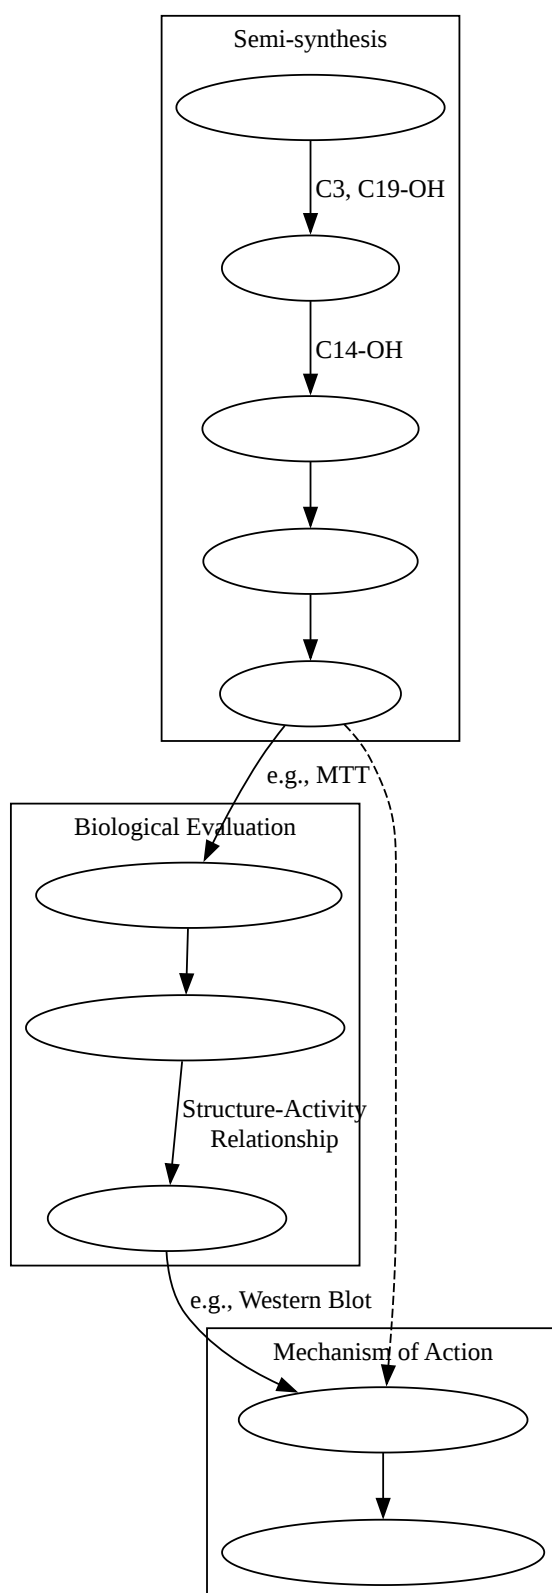 Semi-synthesis
C3, C19-OH
C14-OH
e.g., MTT
Biological Evaluation
Structure-Activity
Relationship
e.g., Western Blot
Mechanism of Action